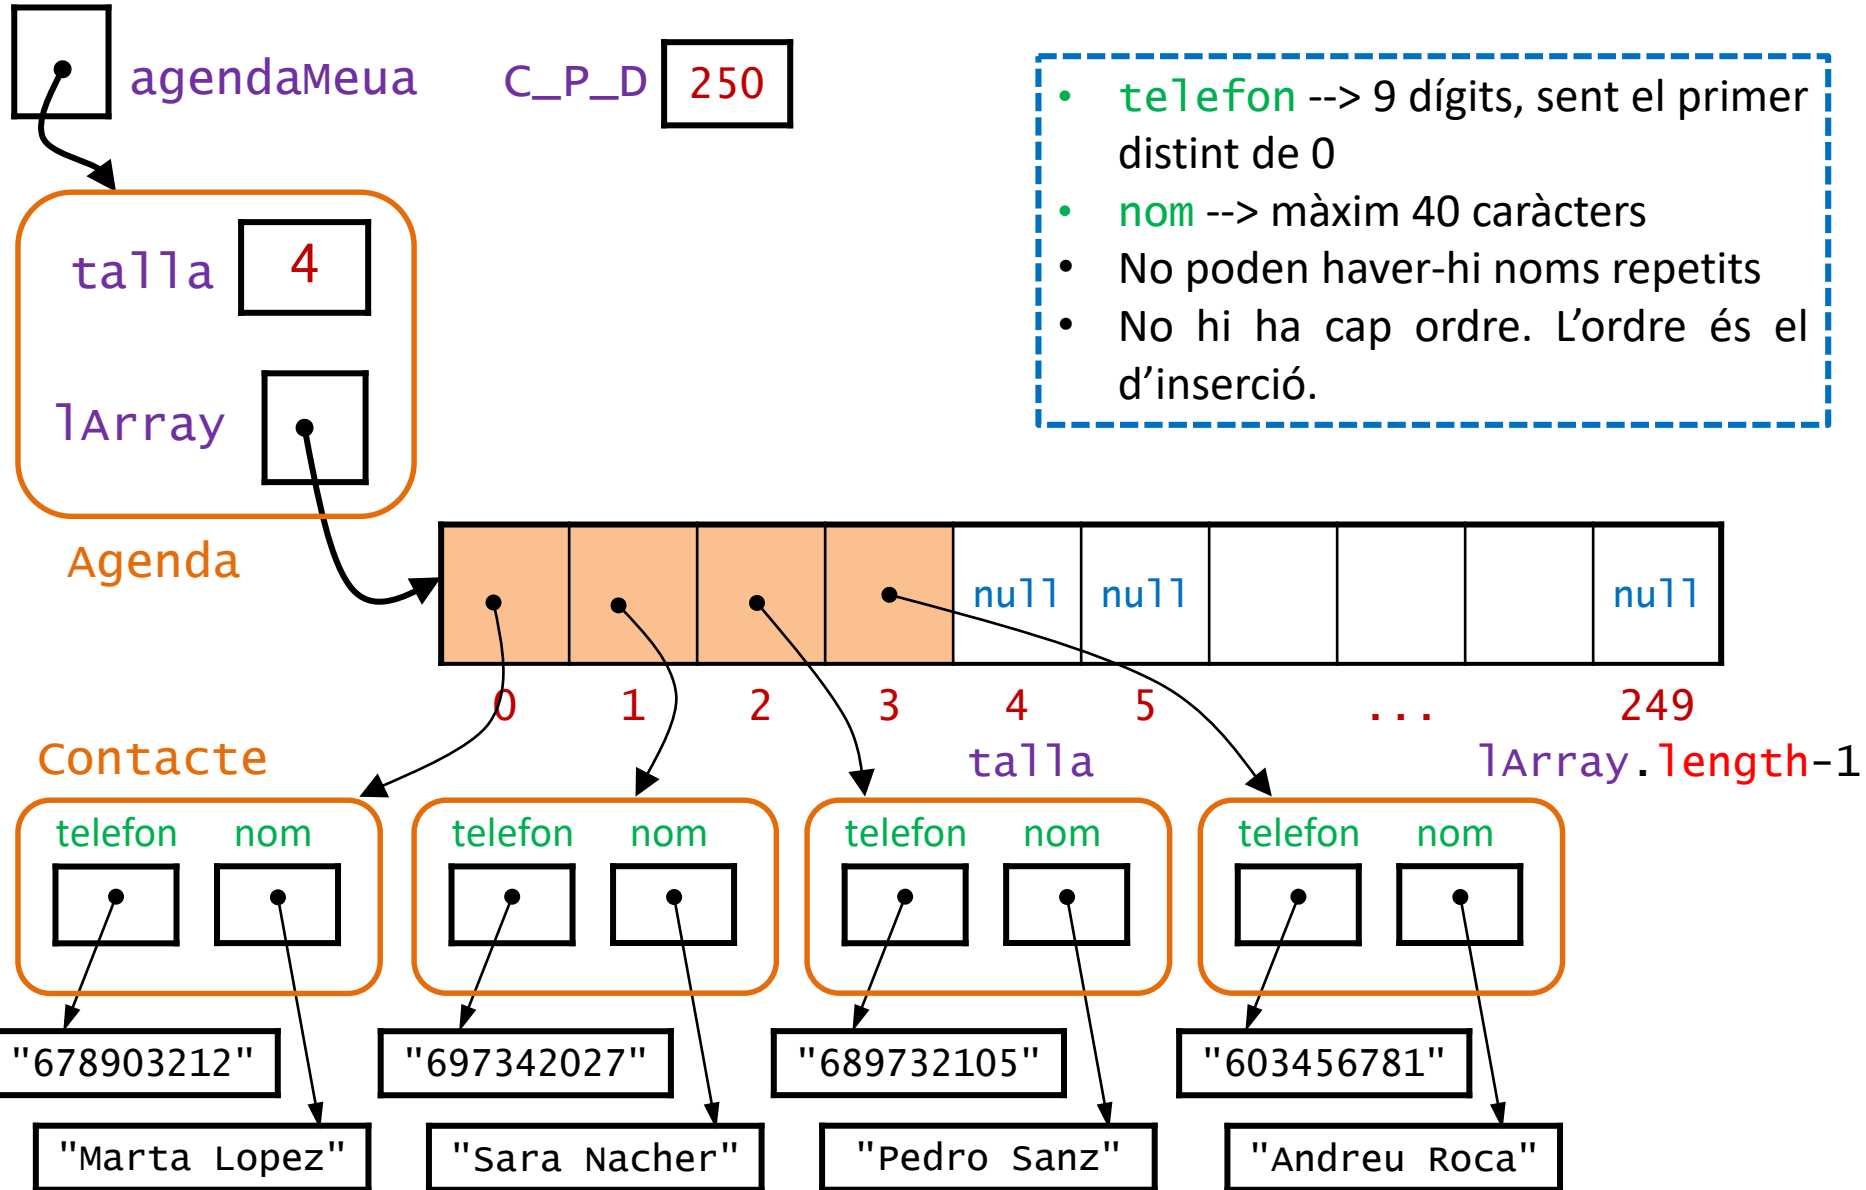 agendaMeua C_P_D 250
• telefon --> 9 dígits, sent el primer
distint de 0
• nom --> màxim 40 caràcters
• No poden haver-hi noms repetits
• No hi ha cap ordre. L’ordre és el
d’inserció.
talla 4
lArray
Agenda
null null null
0 1 2 3 4 5 ... 249
Contacte talla lArray.length-1
telefon nom telefon nom telefon nom telefon nom
"678903212" "697342027" "689732105" "603456781"
"Marta Lopez" "Sara Nacher" "Pedro Sanz" "Andreu Roca"